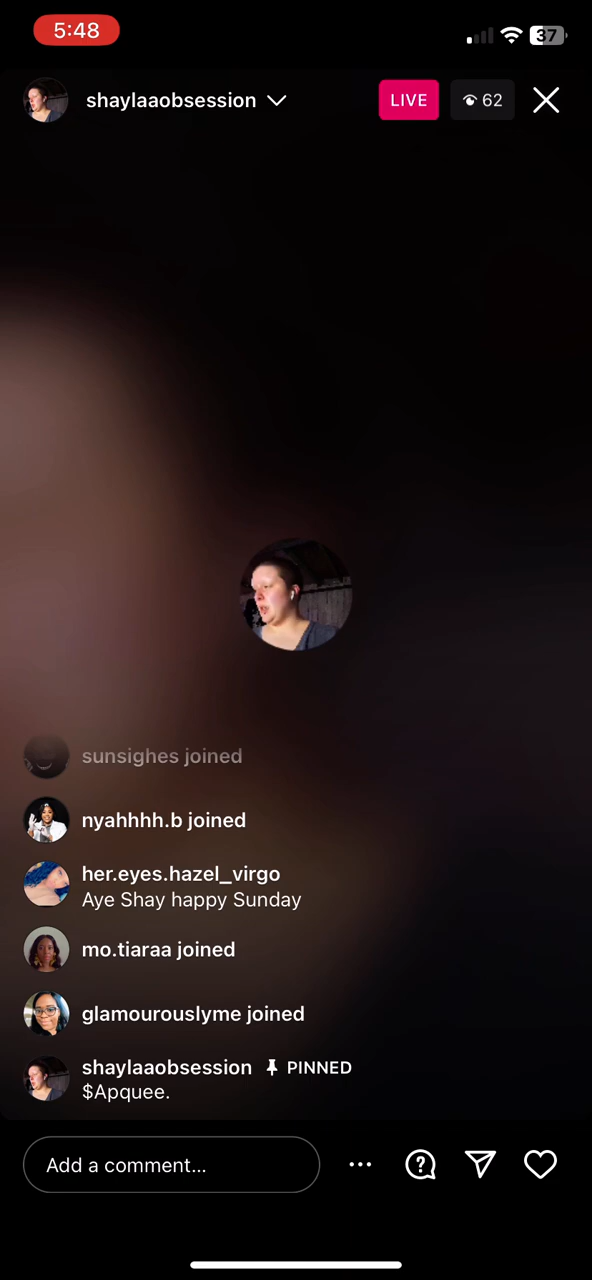 5:48
37
shaylaaobsession
LIVE
62
sunsighes joined
nyahhhh.b joined
her.eyes.hazel_virgo
Aye Shay happy Sunday
mo.tiaraa joined
glamourouslyme joined
shaylaaobsession PINNED
$Apquee.
Add a comment...